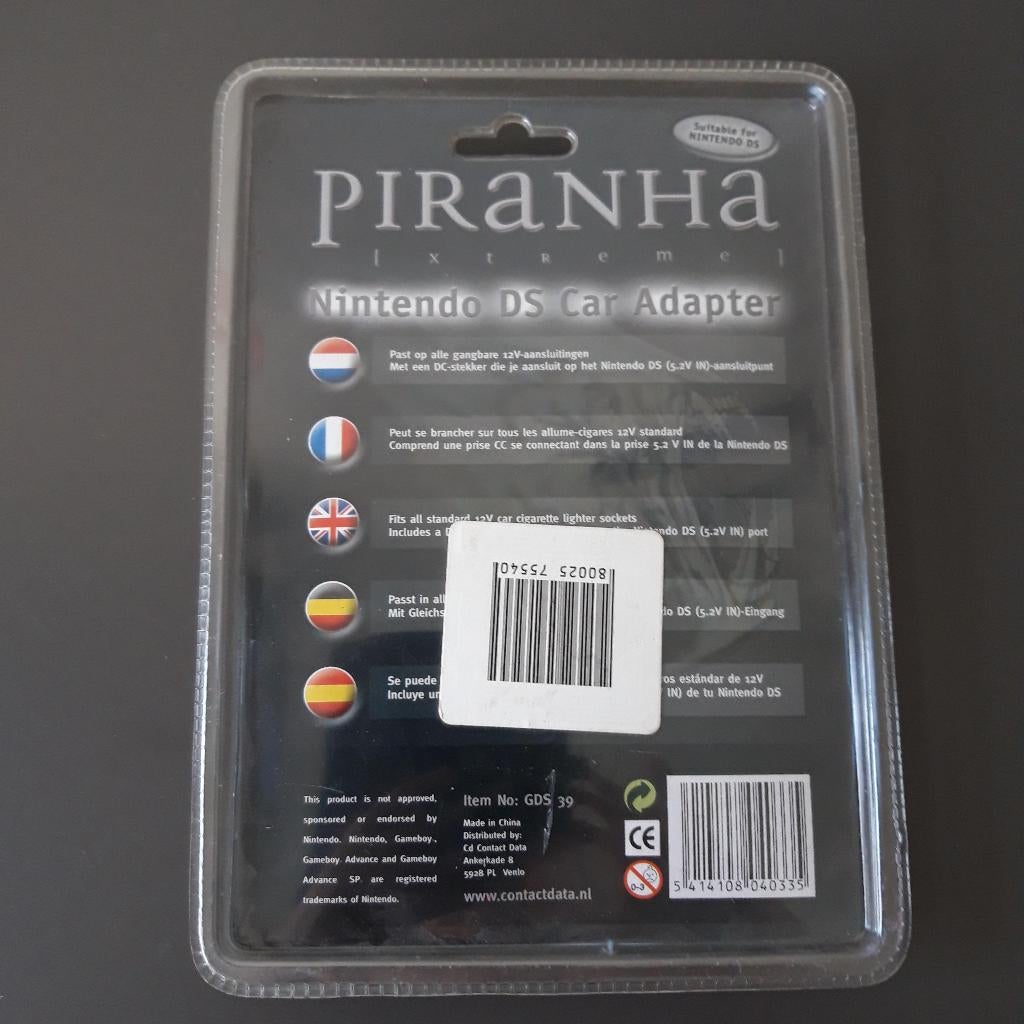 Suitable for
NINTENDO DS
PIRANHA
[ xtreme ]
Nintendo DS Car Adapter
Past op alle gangbare 12V-aansluitingen
Met een DC-stekker die je aansluit op het Nintendo DS (5.2V IN)-aansluitpunt
Peut se brancher sur tous les allume-cigares 12V standard
Comprend une prise CC se connectant dans la prise 5.2 V IN de la Nintendo DS
Fits all standard 12V car cigarette lighter sockets
Includes a DS (5.2V IN) port
Passt in all
Mit Gleichs DS (5.2V IN)-Eingang
Se puede estándar de 12V
Incluye un IN) de tu Nintendo DS
80025 75540
This product is not approved,
sponsored or endorsed by
Nintendo. Nintendo, Gameboy.,
Gameboy Advance and Gameboy
Advance SP are registered
trademarks of Nintendo.
Item No: GDS 39
Made in China
Distributed by:
Cd Contact Data
Ankerkade 8
5928 PL Venlo
www.contactdata.nl
CE
0-3
5 414108 040335